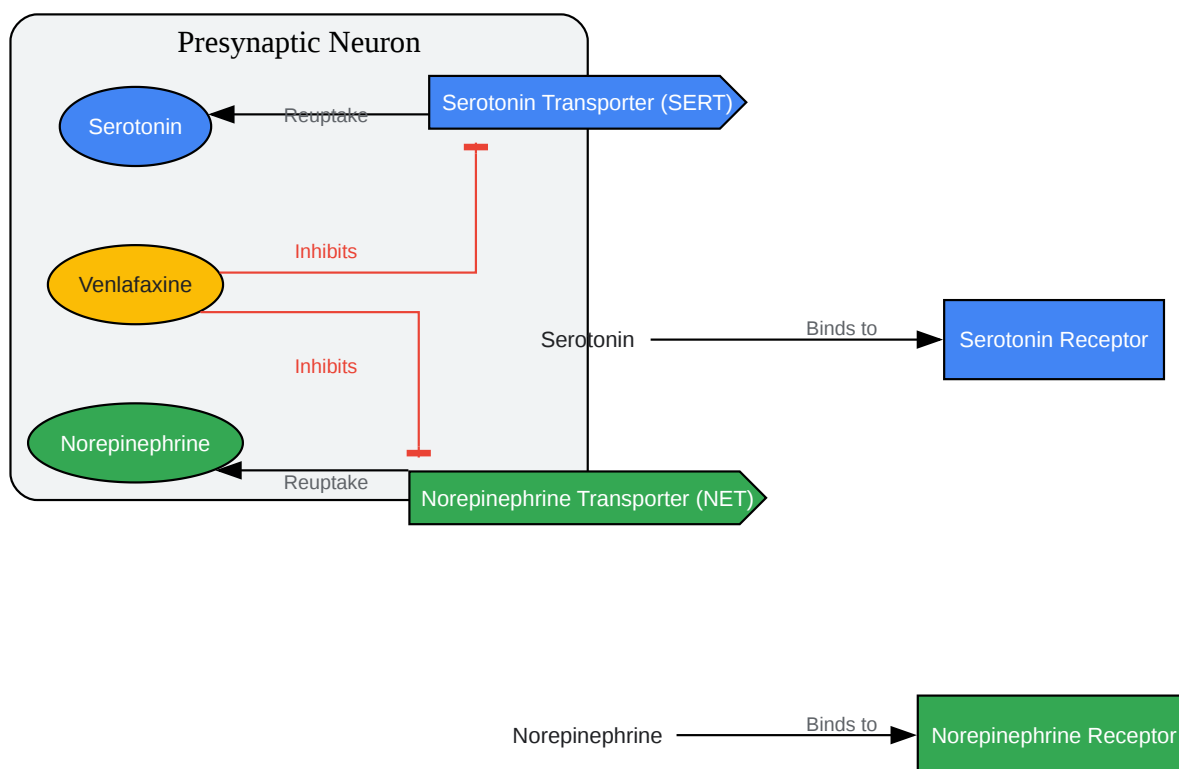 Presynaptic Neuron
Serotonin Transporter (SERT)
Reuptake
Serotonin
Inhibits
Venlafaxine
Serotonin
Binds to
Serotonin Receptor
Inhibits
Norepinephrine
Reuptake
Norepinephrine Transporter (NET)
Norepinephrine
Binds to
Norepinephrine Receptor